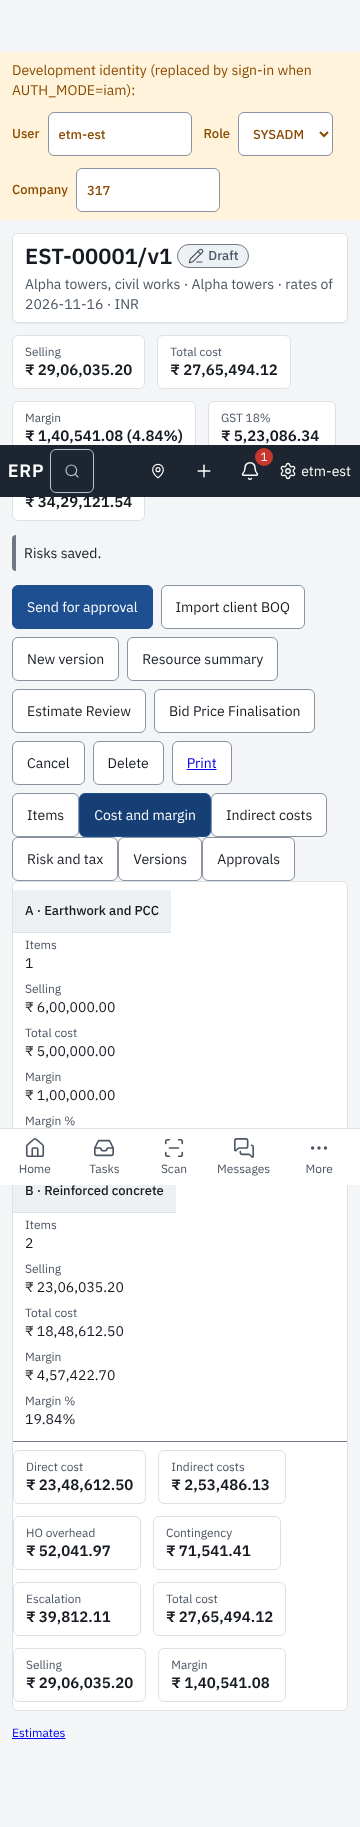 Development identity (replaced by sign-in when
AUTH_MODE=iam):
User etm-est Role SYSADM
Company 317
EST-00001/v1 Draft
Alpha towers, civil works · Alpha towers · rates of
2026-11-16 · INR
Selling Total cost
₹ 29,06,035.20 ₹ 27,65,494.12
Margin GST 18%
₹ 1,40,541.08 (4.84%) ₹ 5,23,086.34
ERP 1 etm-est
₹ 34,29,121.54
Risks saved.
Send for approval Import client BOQ
New version Resource summary
Estimate Review Bid Price Finalisation
Cancel Delete Print
Items Cost and margin Indirect costs
Risk and tax Versions Approvals
A · Earthwork and PCC
Items
1
Selling
₹ 6,00,000.00
Total cost
₹ 5,00,000.00
Margin
₹ 1,00,000.00
Margin %
Home Tasks Scan Messages More
B · Reinforced concrete
Items
2
Selling
₹ 23,06,035.20
Total cost
₹ 18,48,612.50
Margin
₹ 4,57,422.70
Margin %
19.84%
Direct cost Indirect costs
₹ 23,48,612.50 ₹ 2,53,486.13
HO overhead Contingency
₹ 52,041.97 ₹ 71,541.41
Escalation Total cost
₹ 39,812.11 ₹ 27,65,494.12
Selling Margin
₹ 29,06,035.20 ₹ 1,40,541.08
Estimates